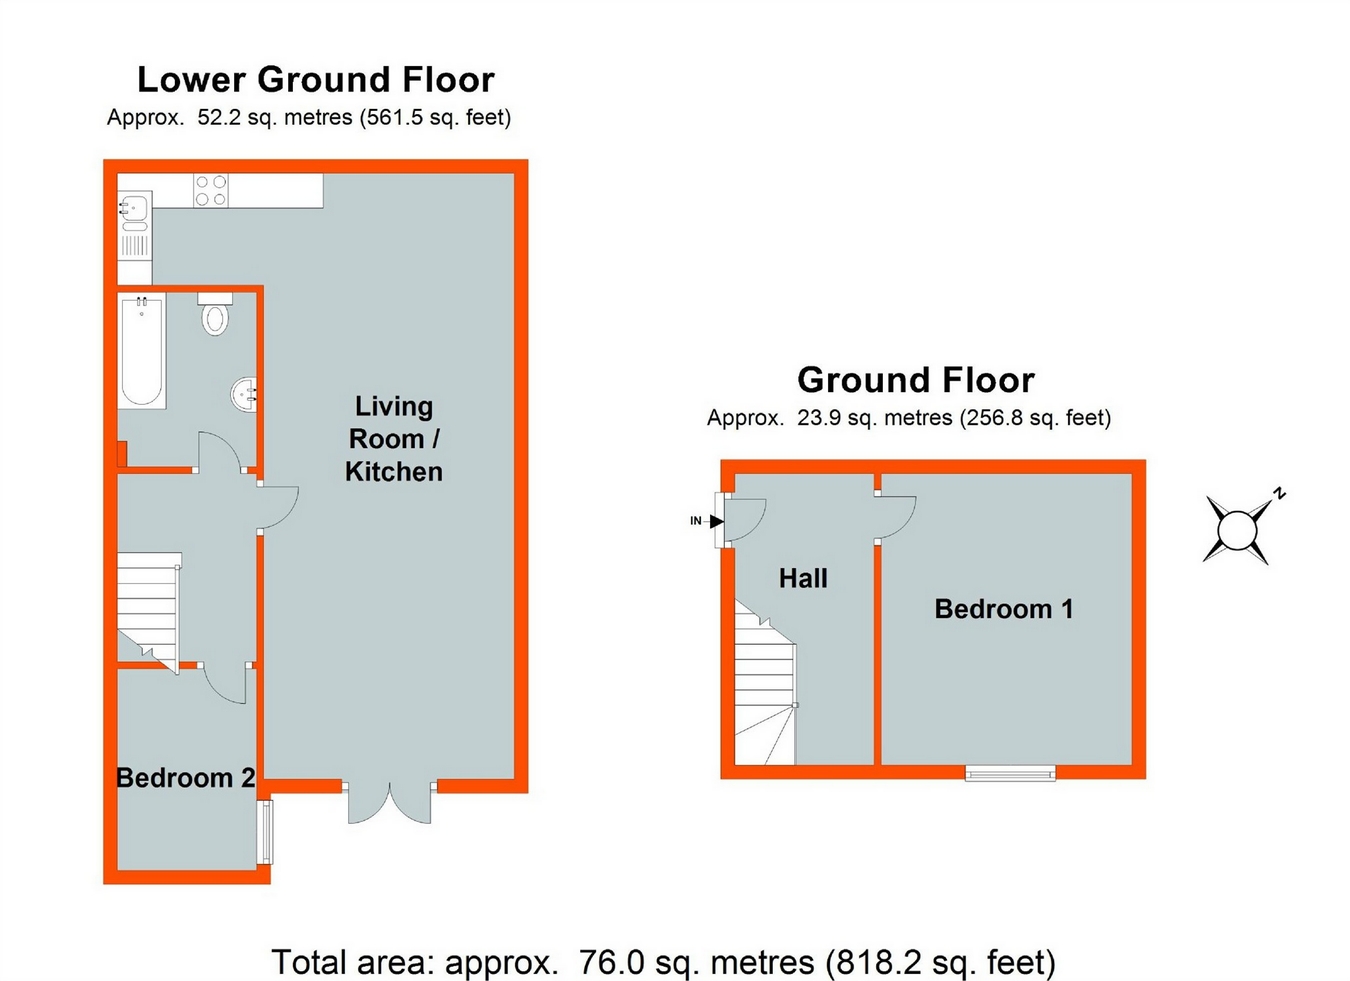 Lower Ground Floor
Approx. 52.2 sq. metres (561.5 sq. feet)
Living
Room /
Kitchen
Bedroom 2
Ground Floor
Approx. 23.9 sq. metres (256.8 sq. feet)
IN
Hall
Bedroom 1
N
Total area: approx. 76.0 sq. metres (818.2 sq. feet)